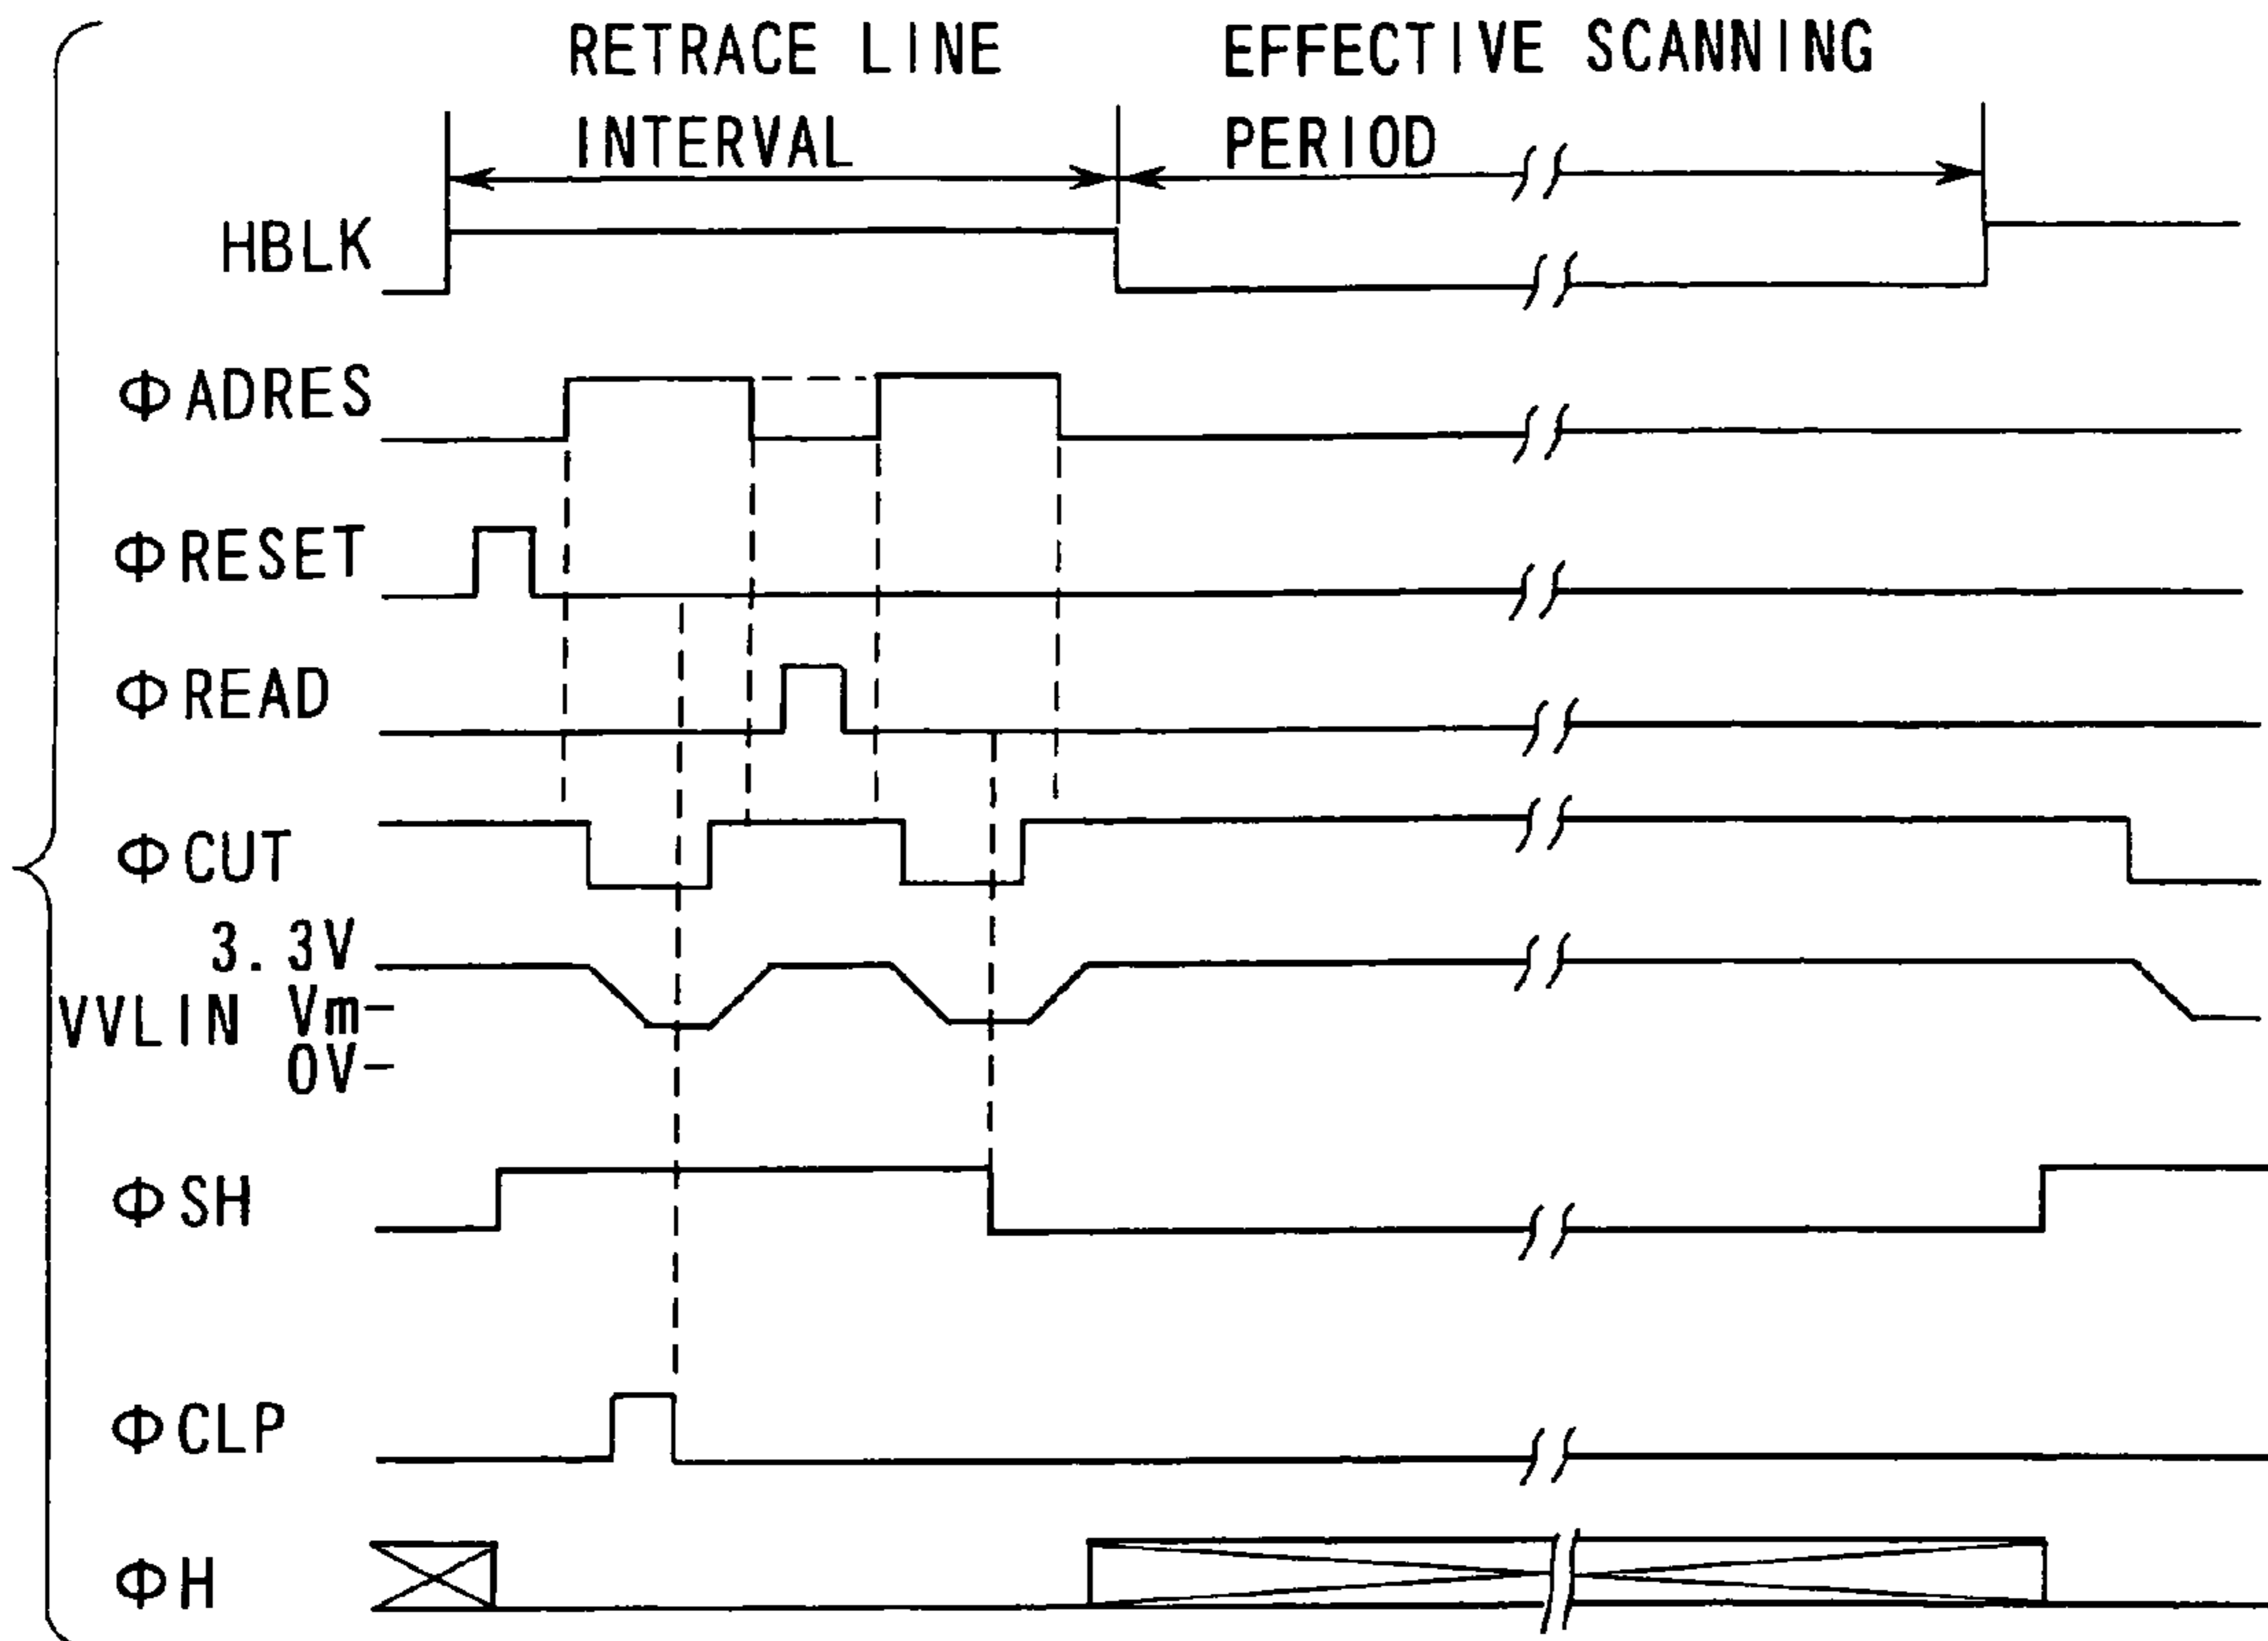 RETRACE LINE
INTERVAL
EFFECTIVE SCANNING
PERIOD
HBLK
ΦADRES
ΦRESET
ΦREAD
ΦCUT
3.3V
VVLIN Vm-
0V-
ΦSH
ΦCLP
ΦH